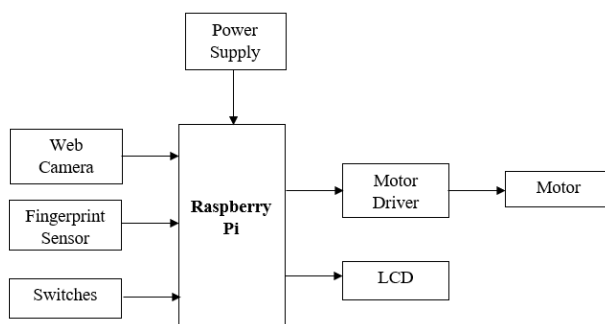 Power
Supply
Web
Camera
Fingerprint
Sensor
Switches
Raspberry
Pi
Motor
Driver
Motor
LCD